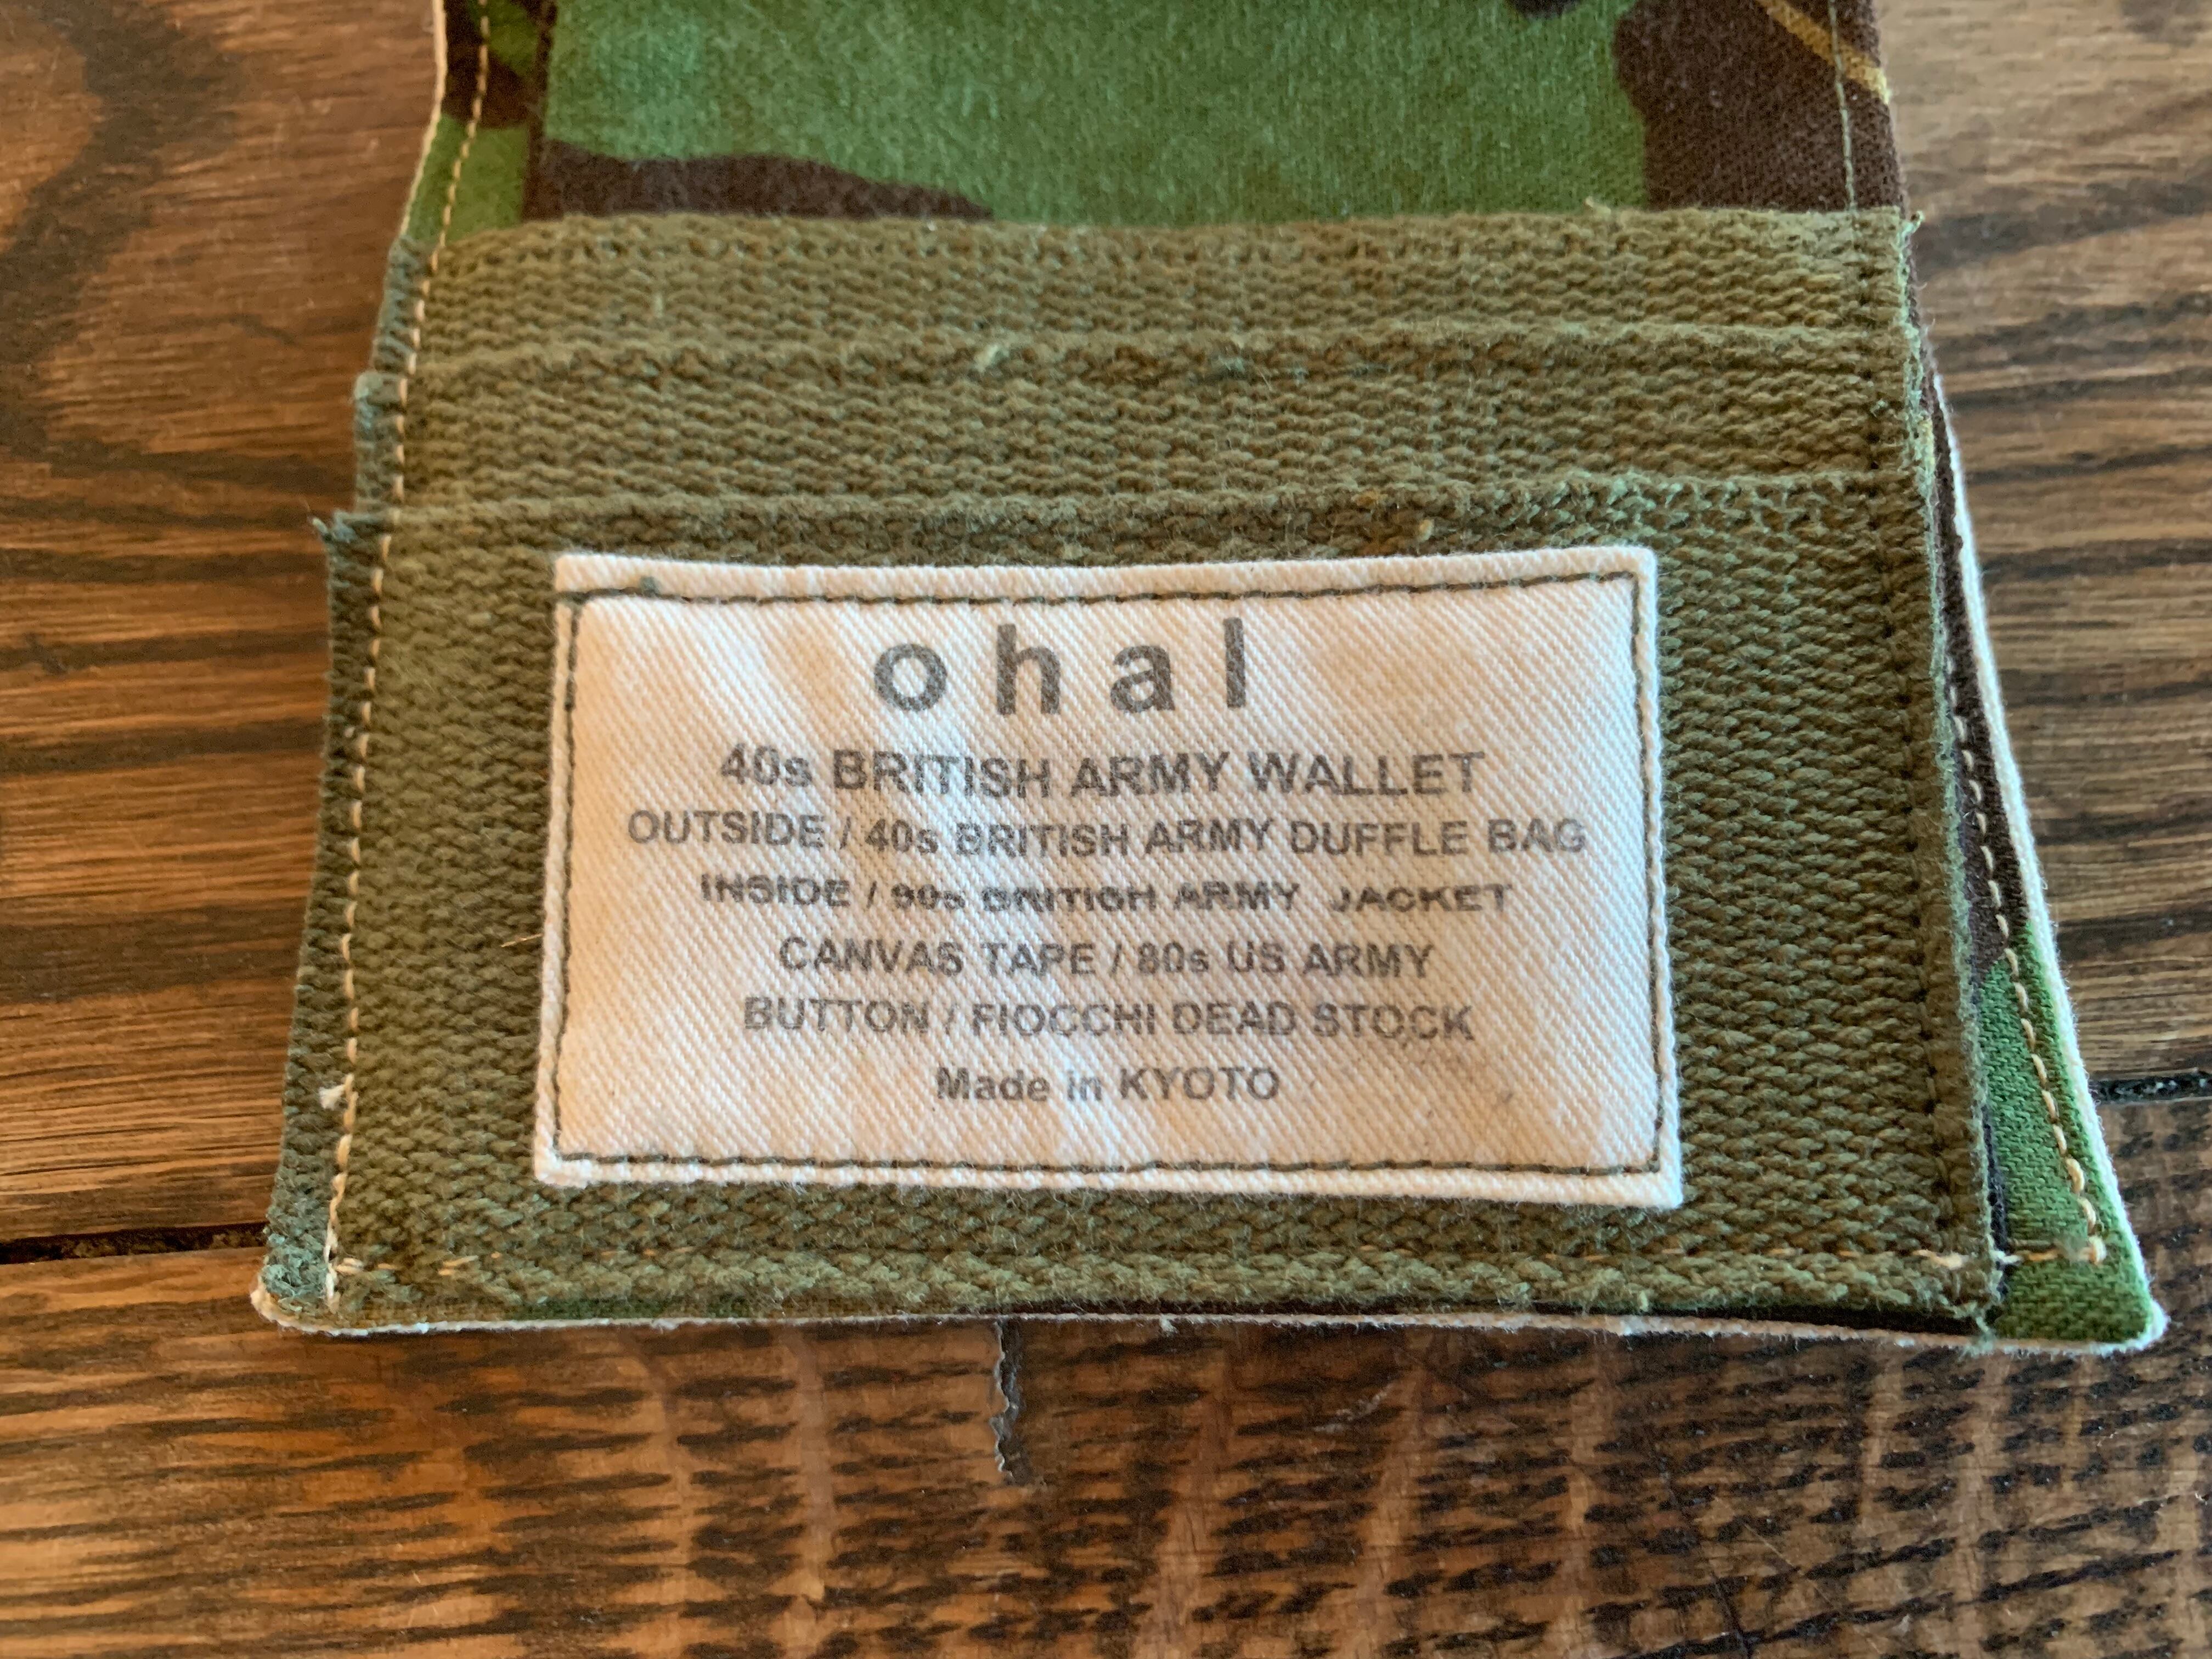 ohal
40s BRITISH ARMY WALLET
OUTSIDE / 40s BRITISH ARMY DUFFLE BAG
INSIDE / 90s BRITISH ARMY JACKET
CANVAS TAPE / 80s US ARMY
BUTTON / FIOCCHI DEAD STOCK
Made in KYOTO